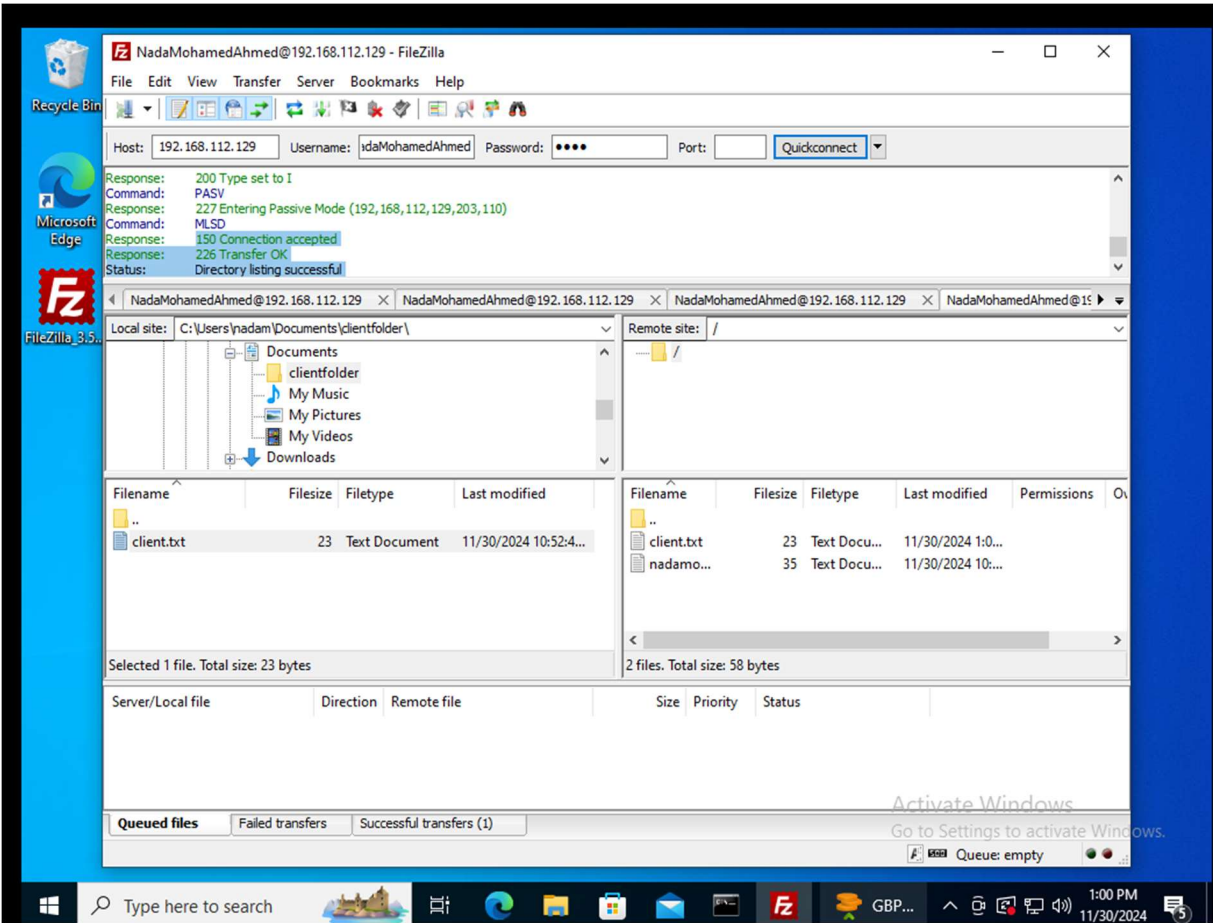 NadaMohamedAhmed@192.168.112.129 - FileZilla
File Edit View Transfer Server Bookmarks Help
Recycle Bin
Host: 192.168.112.129 Username: daMohamedAhmed Password: •••• Port: Quickconnect
Response: 200 Type set to I
Command: PASV
Response: 227 Entering Passive Mode (192,168,112,129,203,110)
Command: MLSD
Response: 150 Connection accepted
Response: 226 Transfer OK
Status: Directory listing successful
Microsoft
Edge
NadaMohamedAhmed@192.168.112.129 NadaMohamedAhmed@192.168.112.129 NadaMohamedAhmed@192.168.112.129 NadaMohamedAhmed@19
Local site: C:\Users\nadam\Documents\clientfolder\ Remote site: /
FileZilla_3.5...
Documents /
clientfolder
My Music
My Pictures
My Videos
Downloads
Filename Filesize Filetype Last modified Filename Filesize Filetype Last modified Permissions Ow
.. ..
client.txt 23 Text Document 11/30/2024 10:52:4... client.txt 23 Text Docu... 11/30/2024 1:0...
nadamo... 35 Text Docu... 11/30/2024 10:...
Selected 1 file. Total size: 23 bytes 2 files. Total size: 58 bytes
Server/Local file Direction Remote file Size Priority Status
Activate Windows
Go to Settings to activate Windows.
Queued files Failed transfers Successful transfers (1)
Queue: empty
Type here to search GBP... 1:00 PM
11/30/2024
5